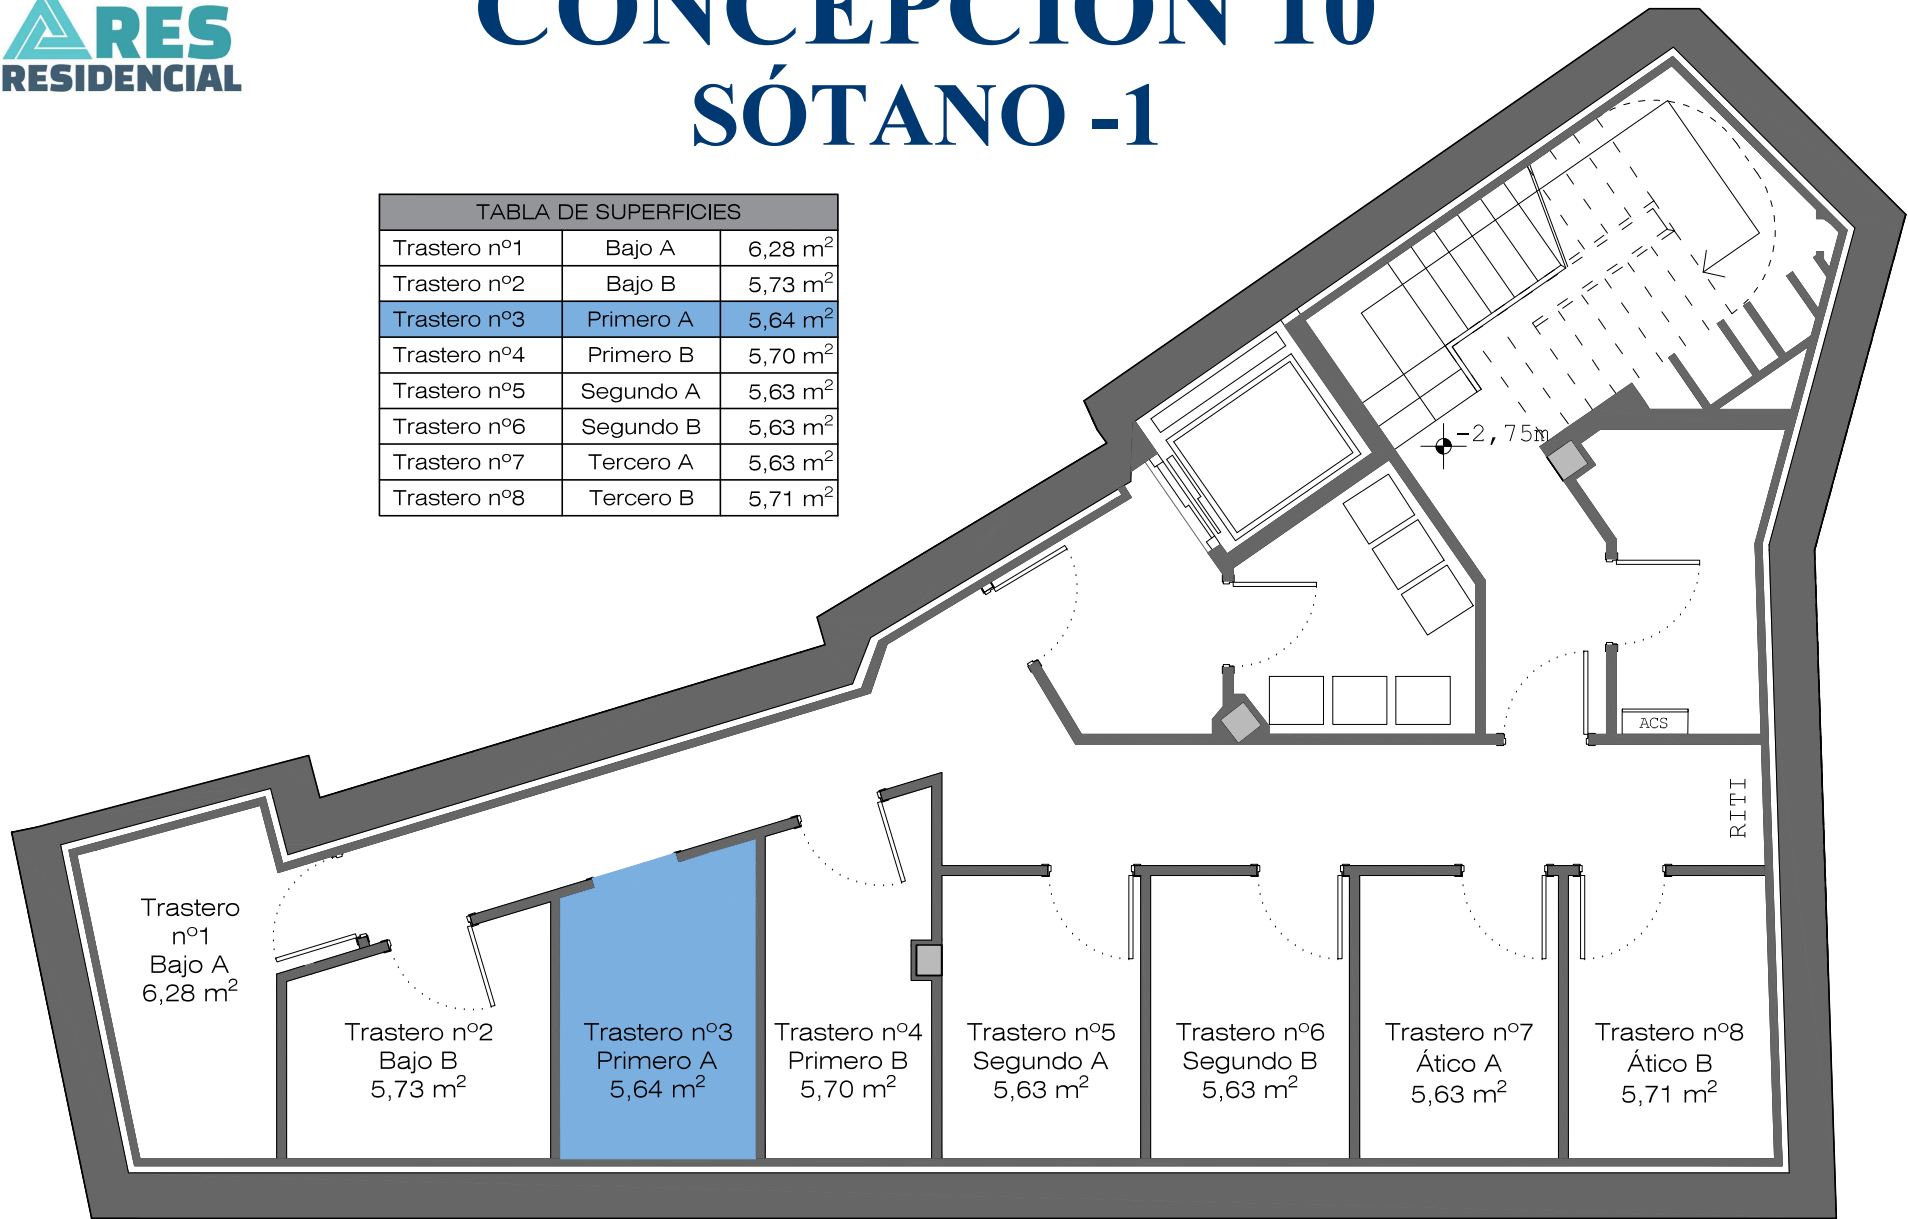 ARES
RESIDENCIAL
CONCEPCIÓN 10
SÓTANO -1
TABLA DE SUPERFICIES
Trastero nº1 Bajo A 6,28 m²
Trastero nº2 Bajo B 5,73 m²
Trastero nº3 Primero A 5,64 m²
Trastero nº4 Primero B 5,70 m²
Trastero nº5 Segundo A 5,63 m²
Trastero nº6 Segundo B 5,63 m²
Trastero nº7 Tercero A 5,63 m²
Trastero nº8 Tercero B 5,71 m²
-2,75m
ACS
RITI
Trastero
nº1
Bajo A
6,28 m²
Trastero nº2
Bajo B
5,73 m²
Trastero nº3
Primero A
5,64 m²
Trastero nº4
Primero B
5,70 m²
Trastero nº5
Segundo A
5,63 m²
Trastero nº6
Segundo B
5,63 m²
Trastero nº7
Ático A
5,63 m²
Trastero nº8
Ático B
5,71 m²